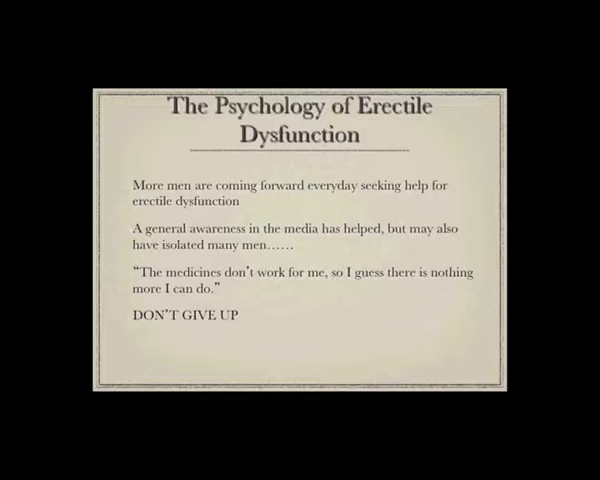 The Psychology of Erectile
Dysfunction
More men are coming forward everyday seeking help for
erectile dysfunction
A general awareness in the media has helped, but may also
have isolated many men……
“The medicines don’t work for me, so I guess there is nothing
more I can do.”
DON’T GIVE UP